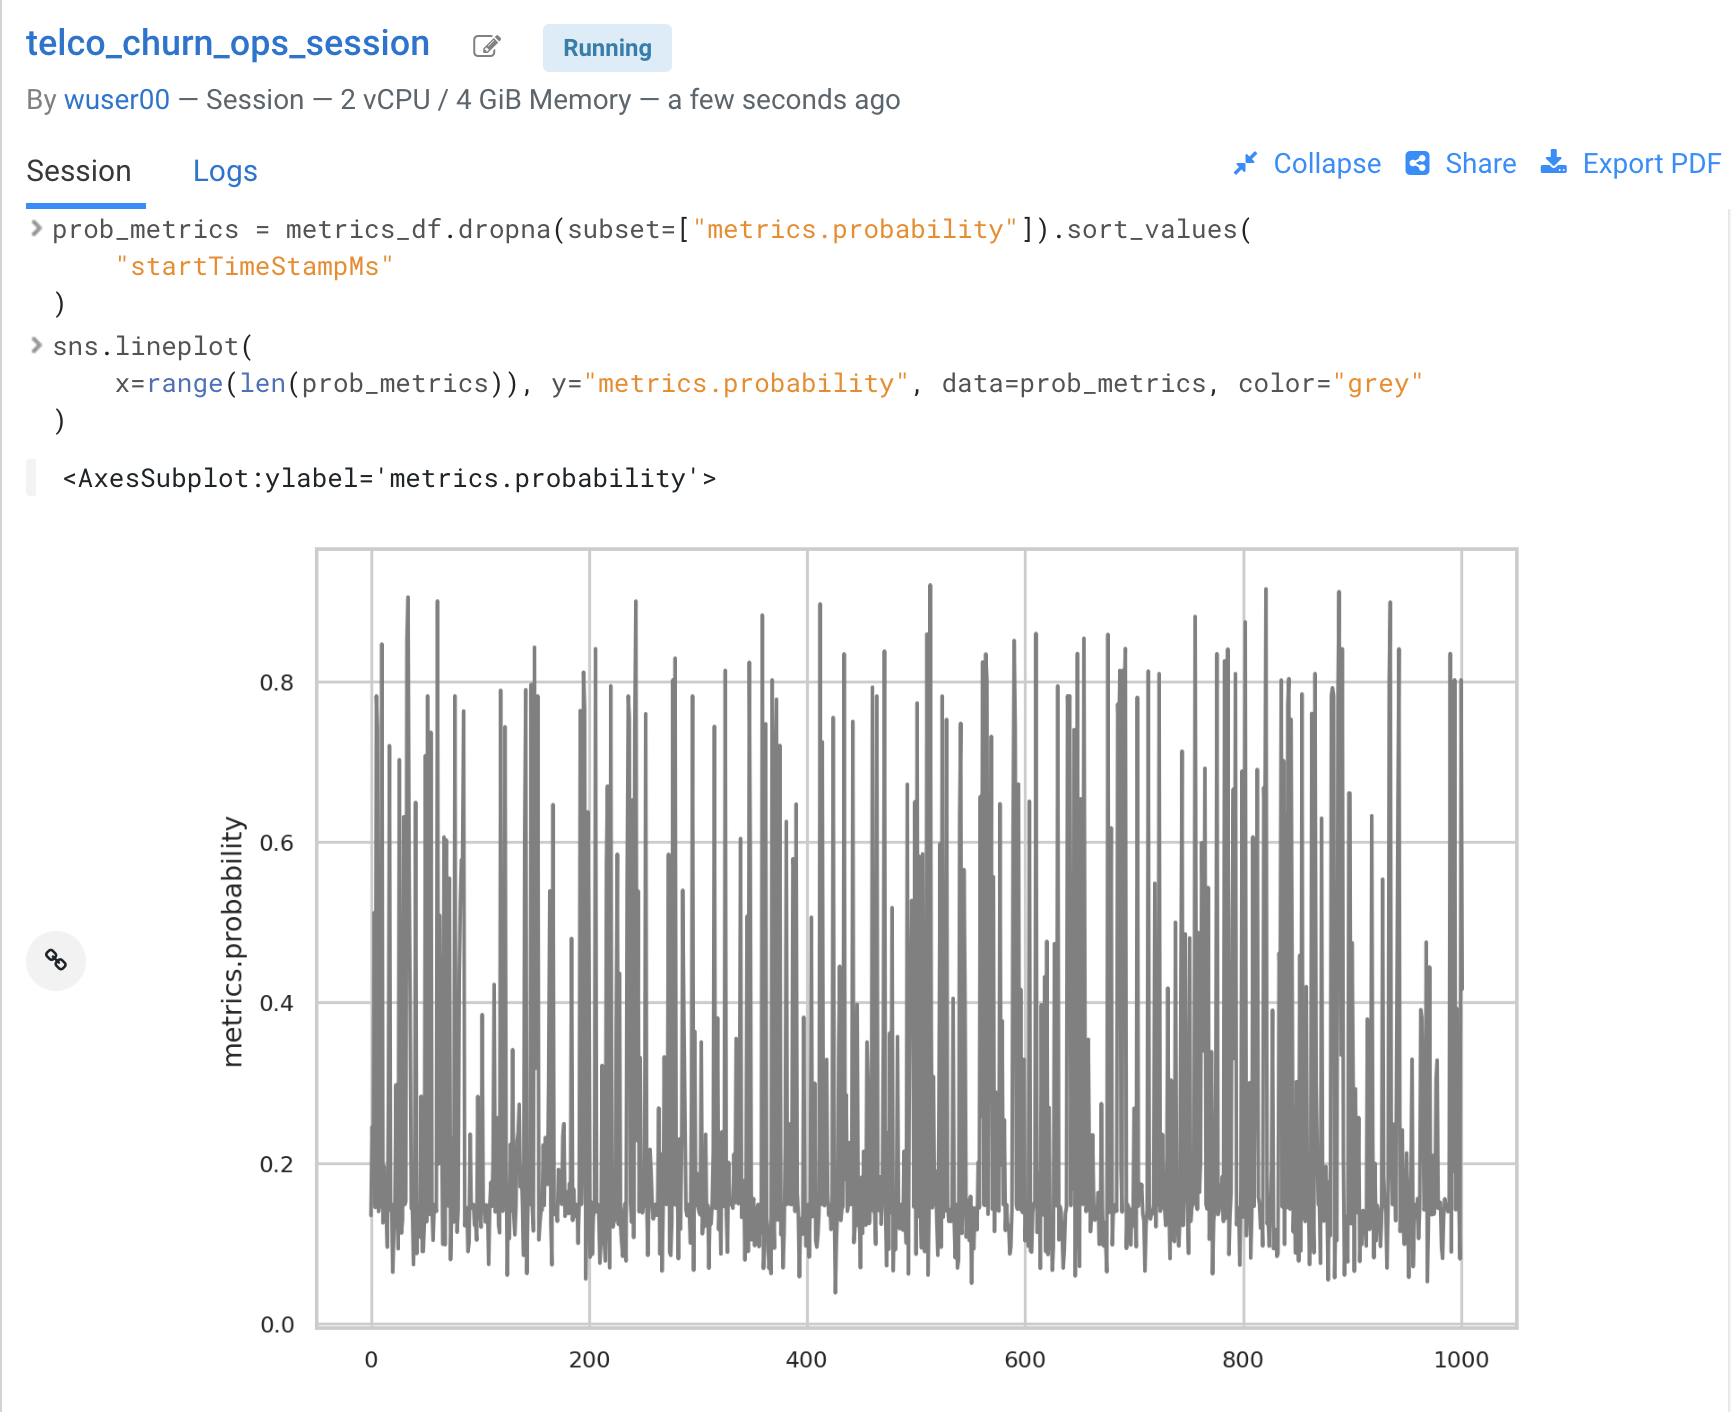 telco_churn_ops_session
Running
By wuser00 — Session — 2 vCPU / 4 GiB Memory — a few seconds ago
Session Logs Collapse Share Export PDF
prob_metrics = metrics_df.dropna(subset=["metrics.probability"]).sort_values(
"startTimeStampMs"
)
sns.lineplot(
x=range(len(prob_metrics)), y="metrics.probability", data=prob_metrics, color="grey"
)
<AxesSubplot:ylabel='metrics.probability'>
metrics.probability
0.8
0.6
0.4
0.2
0.0
0 200 400 600 800 1000